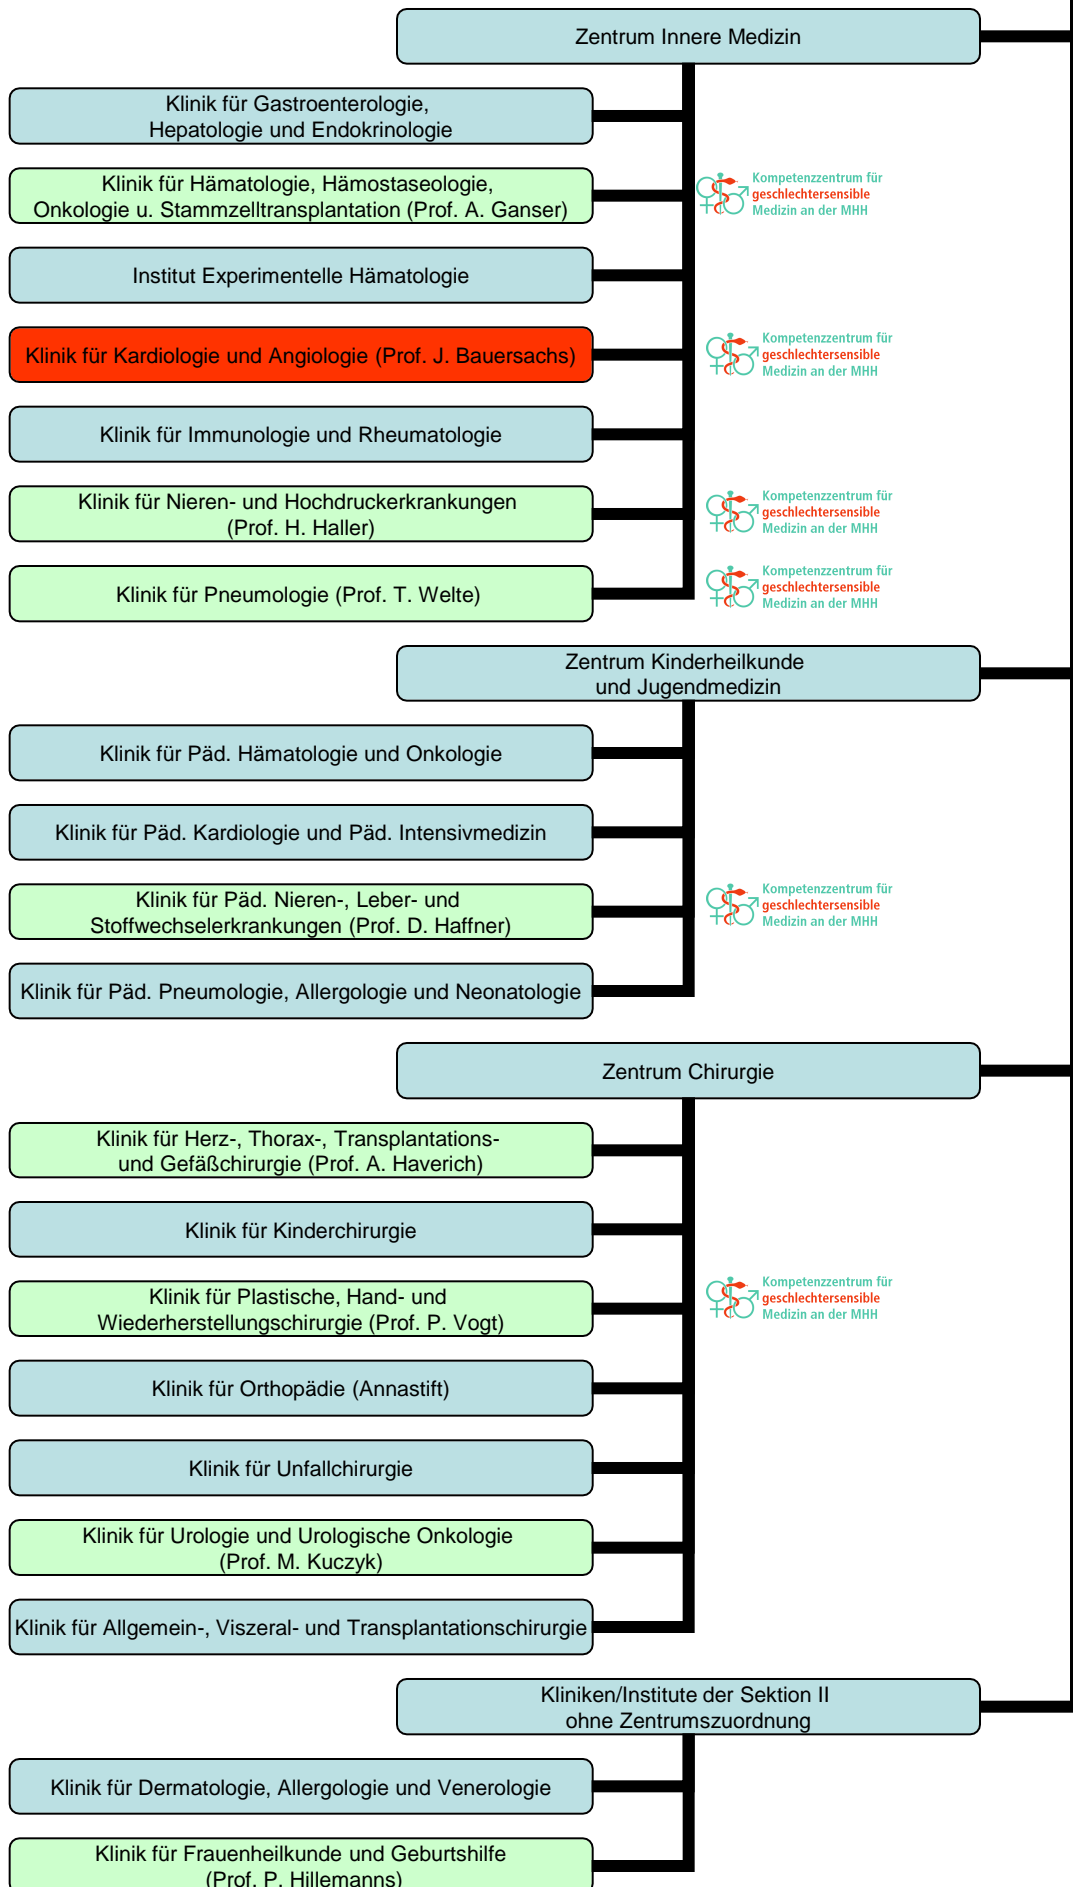 Zentrum Innere Medizin
Klinik für Gastroenterologie,
Hepatologie und Endokrinologie
Klinik für Hämatologie, Hämostaseologie,
Onkologie u. Stammzelltransplantation (Prof. A. Ganser)
Kompetenzzentrum für
geschlechtersensible
Medizin an der MHH
Institut Experimentelle Hämatologie
Klinik für Kardiologie und Angiologie (Prof. J. Bauersachs)
Kompetenzzentrum für
geschlechtersensible
Medizin an der MHH
Klinik für Immunologie und Rheumatologie
Klinik für Nieren- und Hochdruckerkrankungen
(Prof. H. Haller)
Kompetenzzentrum für
geschlechtersensible
Medizin an der MHH
Klinik für Pneumologie (Prof. T. Welte)
Kompetenzzentrum für
geschlechtersensible
Medizin an der MHH
Zentrum Kinderheilkunde
und Jugendmedizin
Klinik für Päd. Hämatologie und Onkologie
Klinik für Päd. Kardiologie und Päd. Intensivmedizin
Klinik für Päd. Nieren-, Leber- und
Stoffwechselerkrankungen (Prof. D. Haffner)
Kompetenzzentrum für
geschlechtersensible
Medizin an der MHH
Klinik für Päd. Pneumologie, Allergologie und Neonatologie
Zentrum Chirurgie
Klinik für Herz-, Thorax-, Transplantations-
und Gefäßchirurgie (Prof. A. Haverich)
Klinik für Kinderchirurgie
Klinik für Plastische, Hand- und
Wiederherstellungschirurgie (Prof. P. Vogt)
Kompetenzzentrum für
geschlechtersensible
Medizin an der MHH
Klinik für Orthopädie (Annastift)
Klinik für Unfallchirurgie
Klinik für Urologie und Urologische Onkologie
(Prof. M. Kuczyk)
Klinik für Allgemein-, Viszeral- und Transplantationschirurgie
Kliniken/Institute der Sektion II
ohne Zentrumszuordnung
Klinik für Dermatologie, Allergologie und Venerologie
Klinik für Frauenheilkunde und Geburtshilfe
(Prof. P. Hillemanns)